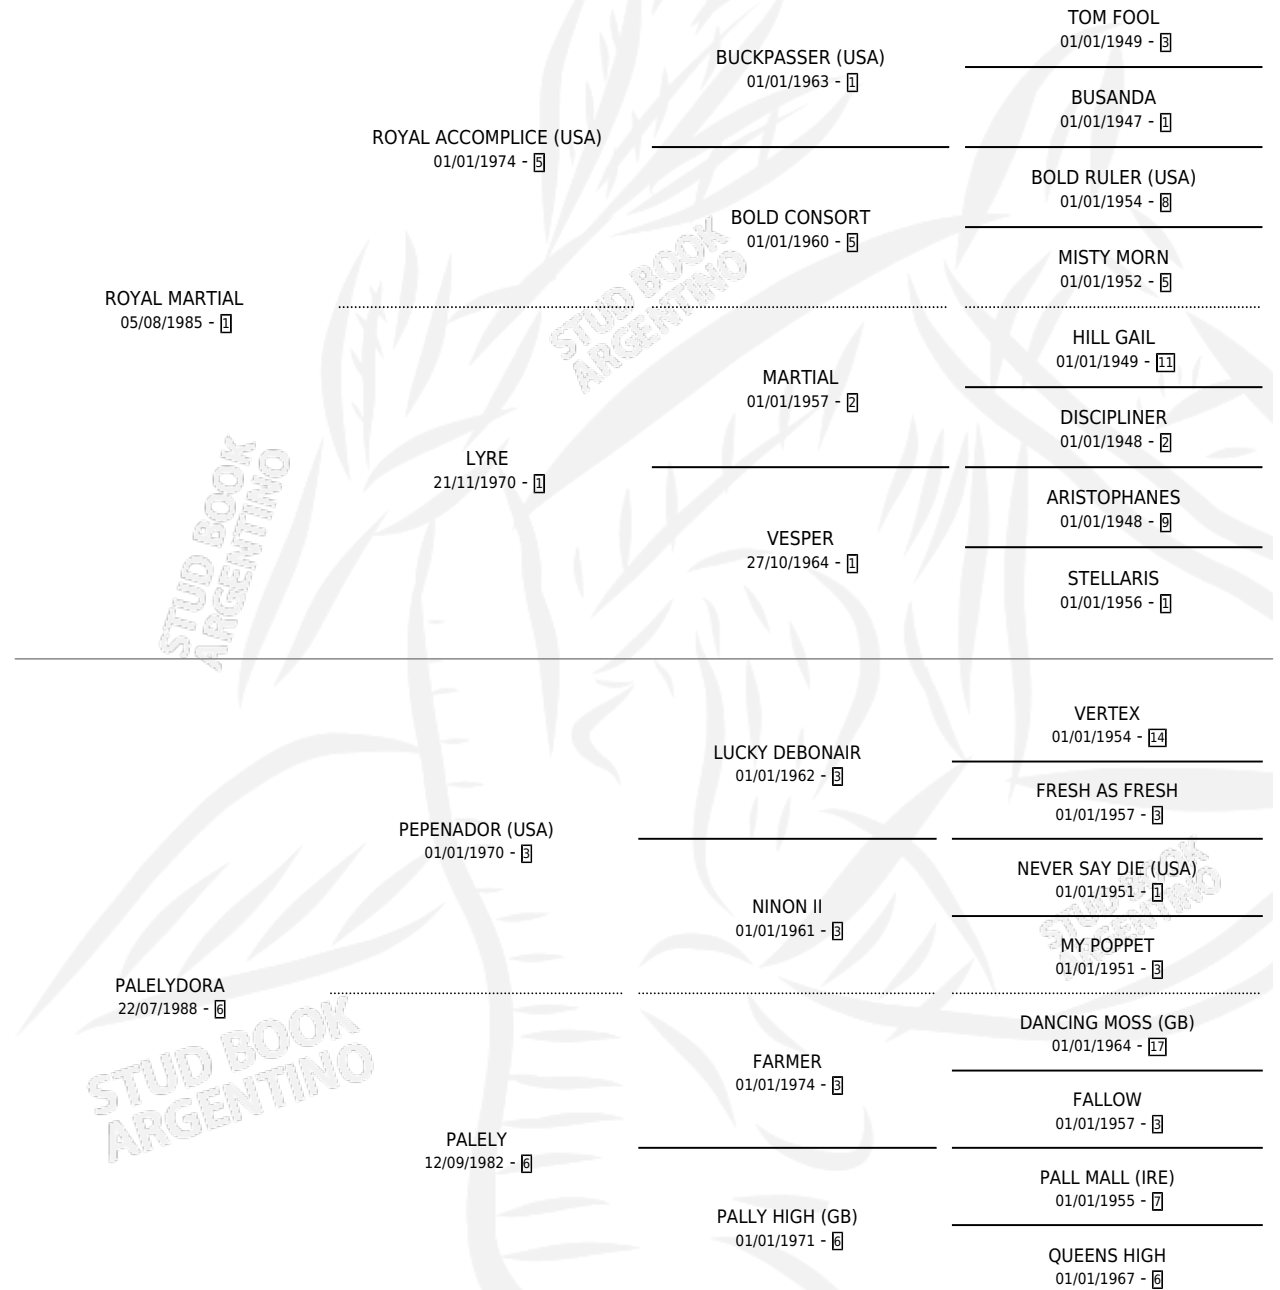 TOM FOOL
01/01/1949 - 3
BUCKPASSER (USA)
01/01/1963 - 1
BUSANDA
01/01/1947 - 1
ROYAL ACCOMPLICE (USA)
01/01/1974 - 5
BOLD RULER (USA)
01/01/1954 - 8
BOLD CONSORT
01/01/1960 - 5
MISTY MORN
01/01/1952 - 5
ROYAL MARTIAL
05/08/1985 - 1
HILL GAIL
01/01/1949 - 11
MARTIAL
01/01/1957 - 2
DISCIPLINER
01/01/1948 - 2
LYRE
21/11/1970 - 1
ARISTOPHANES
01/01/1948 - 9
VESPER
27/10/1964 - 1
STELLARIS
01/01/1956 - 1
VERTEX
01/01/1954 - 14
LUCKY DEBONAIR
01/01/1962 - 3
FRESH AS FRESH
01/01/1957 - 3
PEPENADOR (USA)
01/01/1970 - 3
NEVER SAY DIE (USA)
01/01/1951 - 1
NINON II
01/01/1961 - 3
MY POPPET
01/01/1951 - 3
PALELYDORA
22/07/1988 - 6
DANCING MOSS (GB)
01/01/1964 - 17
FARMER
01/01/1974 - 3
FALLOW
01/01/1957 - 3
PALELY
12/09/1982 - 6
PALL MALL (IRE)
01/01/1955 - 7
PALLY HIGH (GB)
01/01/1971 - 6
QUEENS HIGH
01/01/1967 - 6
STUD BOOK
ARGENTINO
STUD BOOK
ARGENTINO
STUD BOOK
ARGENTINO
STUD BOOK
ARGENTINO